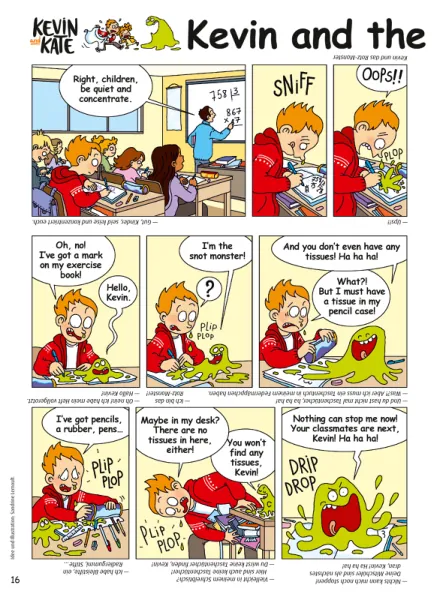 KEVIN
and
KATE
Kevin and the
Kevin und das Rotz-Monster
Right, children,
be quiet and
concentrate.
758 : 3
867
x 7
— Gut, Kinder, seid leise und konzentriert euch.
SNIFF
OOPS!!
PLOP
— Ups!!
Oh, no!
I've got a mark
on my exercise
book!
Hello,
Kevin.
— Oh nein! Ich habe mein Heft vollgerotzt.
— Hallo Kevin!
I'm the
snot monster!
?
PLIP
PLOP
— Ich bin das
Rotz-Monster!
And you don't even have any
tissues! Ha ha ha!
What?!
But I must have
a tissue in my
pencil case!
Und du hast nicht mal Taschentücher, ha ha ha!
— Was?! Aber ich muss ein Taschentuch in meinem Federmäppchen haben.
I've got pencils,
a rubber, pens...
PLIP
PLOP
— Ich habe Bleistifte, ein
Radiergummi, Stifte...
Maybe in my desk?
There are no
tissues in here,
either!
You won't
find any
tissues,
Kevin!
PLIP
PLOP
— Vielleicht in meinem Schreibtisch?
Hier sind auch keine Taschentücher!
— Du wirst keine Taschentücher finden, Kevin!
Nothing can stop me now!
Your classmates are next,
Kevin! Ha ha ha!
DRIP
DROP
— Nichts kann mich noch stoppen!
Deine Mitschüler sind als nächstes
dran, Kevin! Ha ha ha!
16